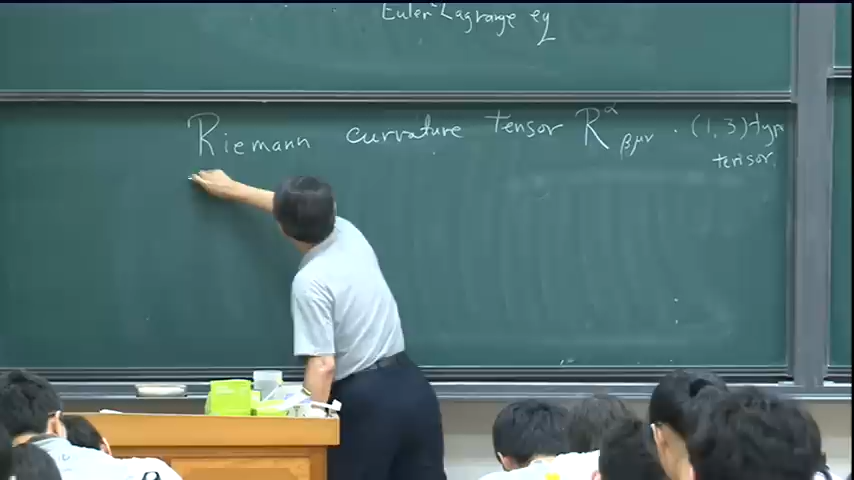 Euler-Lagrange eq
Riemann curvature tensor R^α_βμν . (1,3) type
tensor.